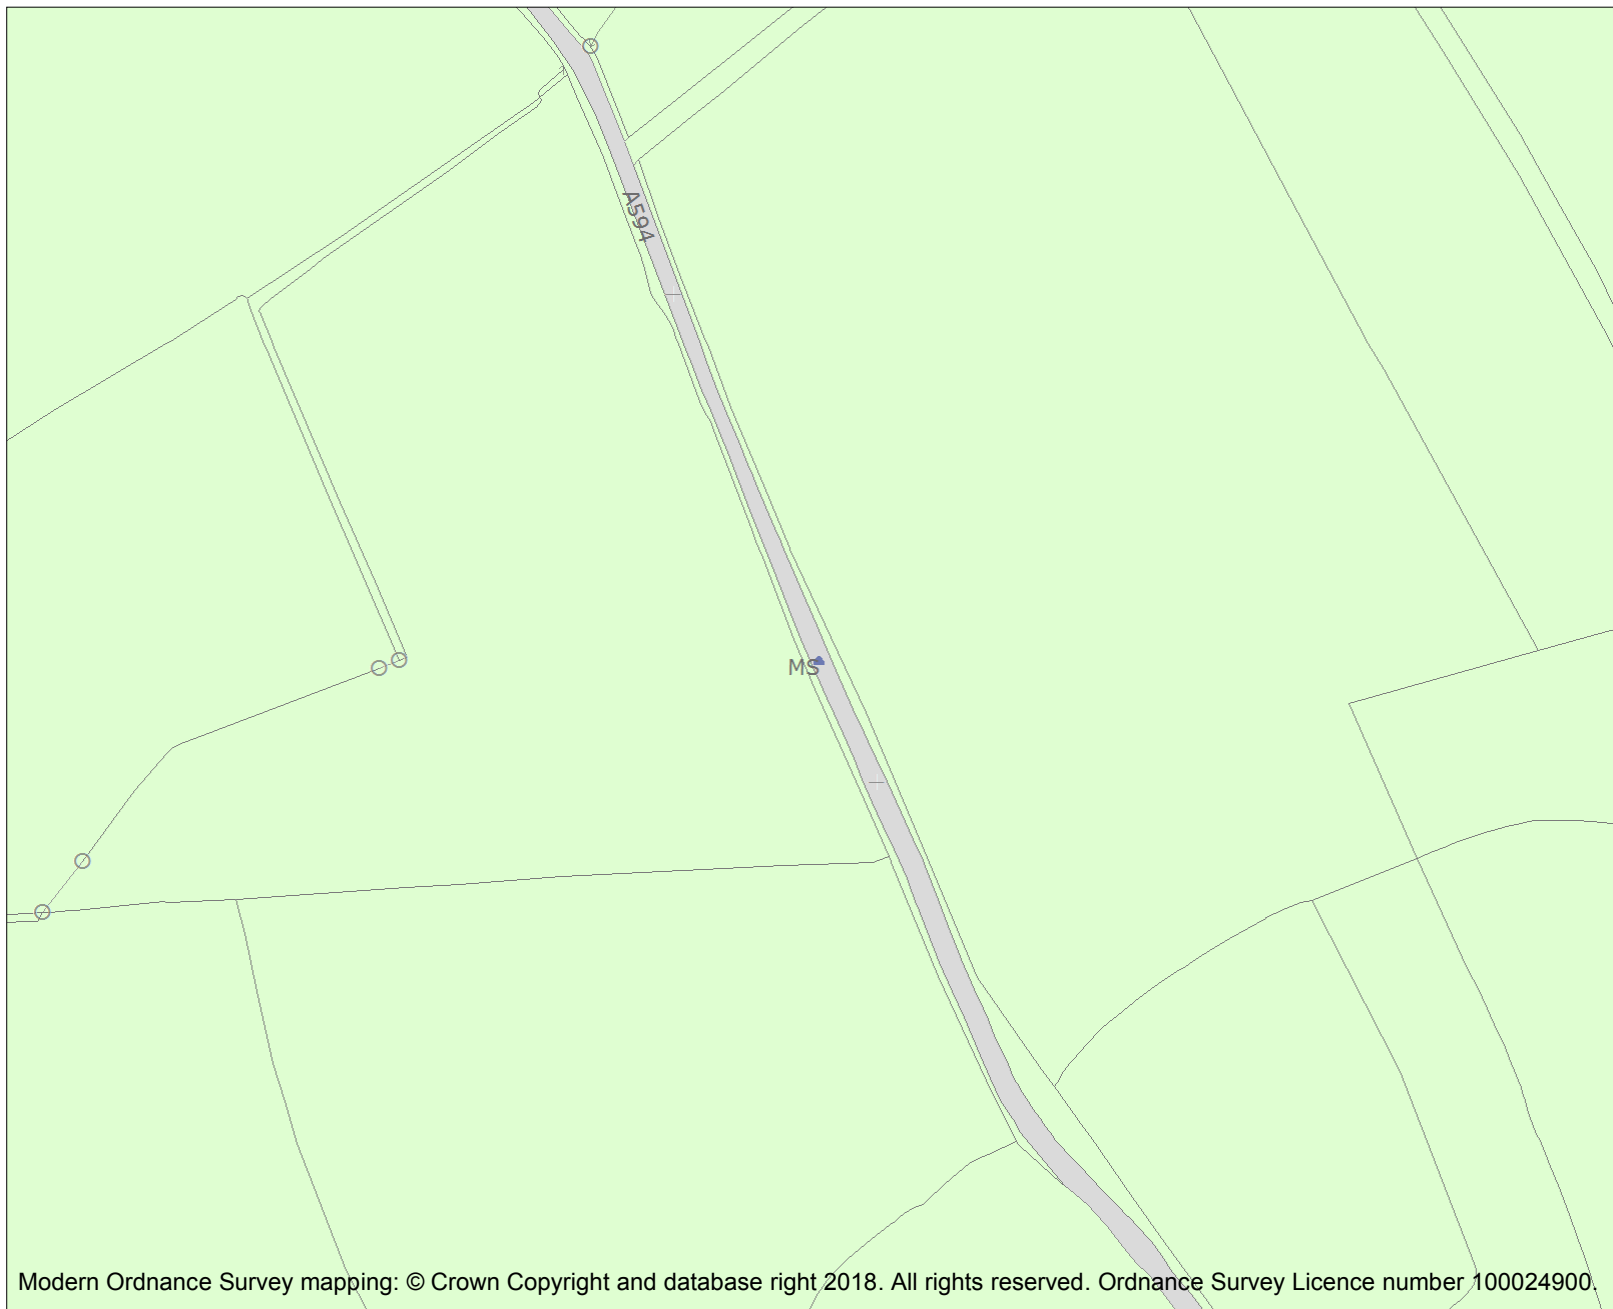 A594
MS
Modern Ordnance Survey mapping: © Crown Copyright and database right 2018. All rights reserved. Ordnance Survey Licence number 100024900.